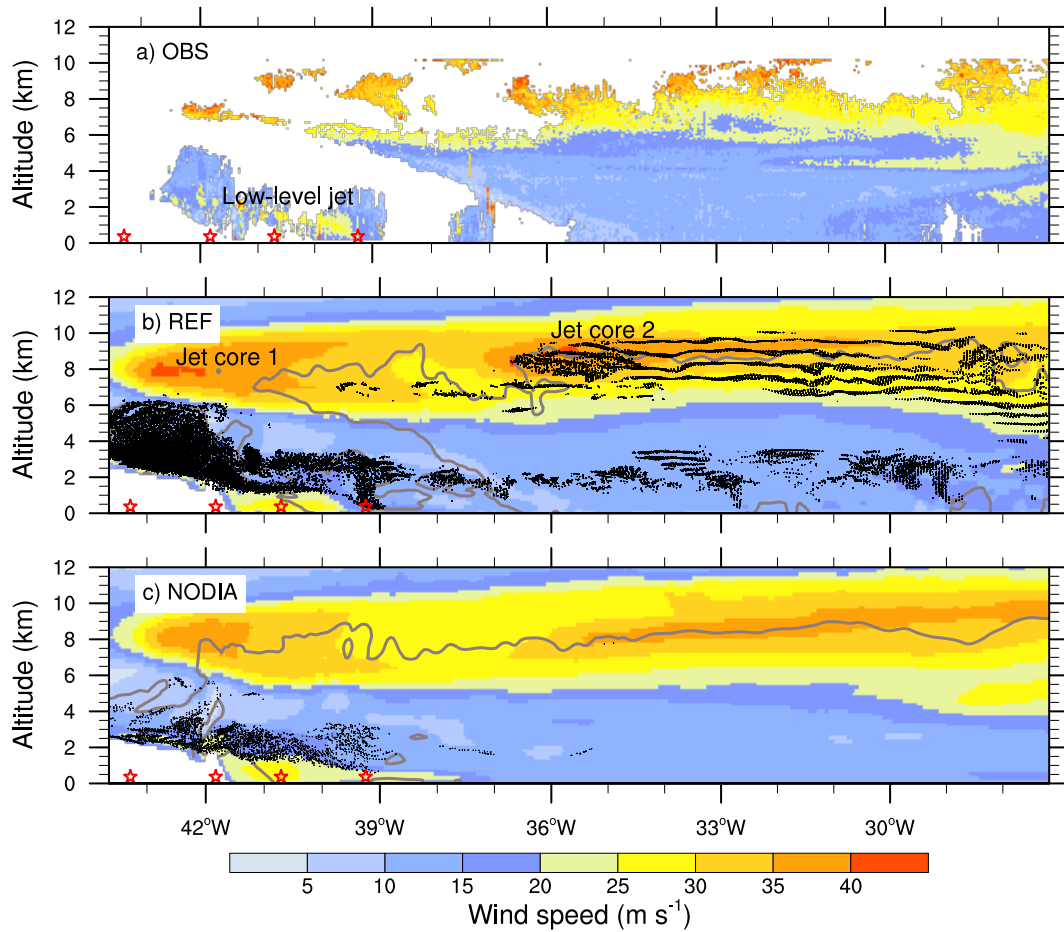 12
10
8
6
4
2
0
Altitude (km)
a) OBS
Low-level jet
12
10
8
6
4
2
0
Altitude (km)
b) REF
Jet core 1
Jet core 2
12
10
8
6
4
2
0
Altitude (km)
c) NODIA
42°W 39°W 36°W 33°W 30°W
5 10 15 20 25 30 35 40
Wind speed (m s⁻¹)